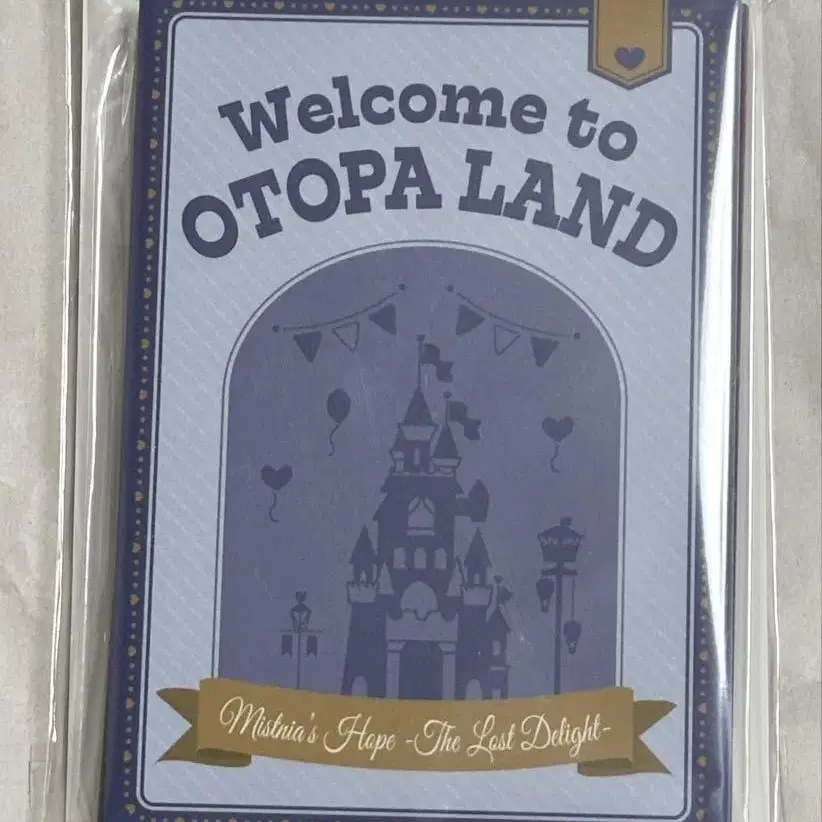 Welcome to
OTOPA LAND
Mistnia's Hope -The Lost Delight-